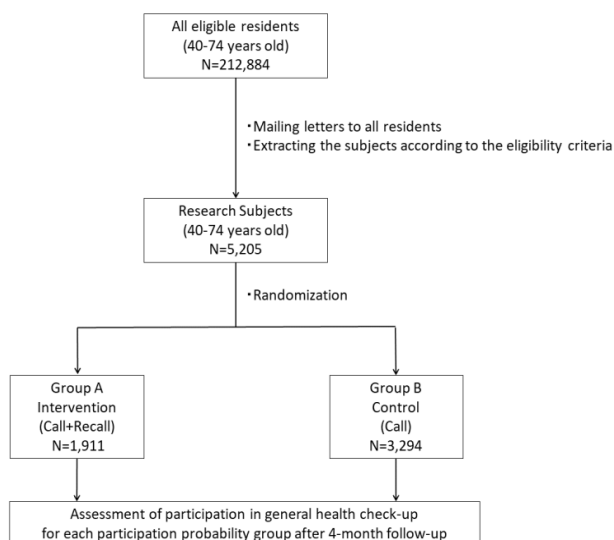 All eligible residents
(40-74 years old)
N=212,884
・Mailing letters to all residents
・Extracting the subjects according to the eligibility criteria
Research Subjects
(40-74 years old)
N=5,205
・Randomization
Group A
Intervention
(Call+Recall)
N=1,911
Group B
Control
(Call)
N=3,294
Assessment of participation in general health check-up
for each participation probability group after 4-month follow-up